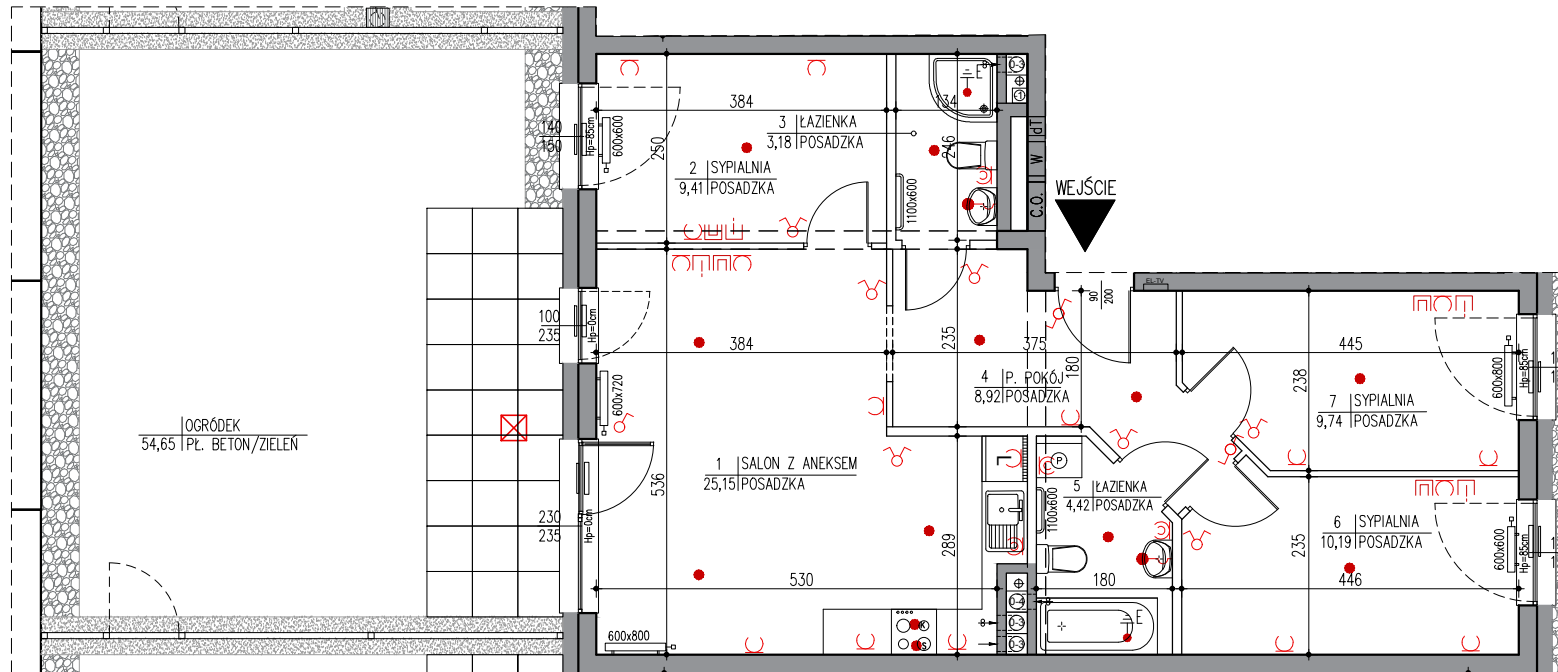 140
150
Hp=85cm
600x600
384
250
2 SYPIALNIA
9,41 POSADZKA
3 ŁAZIENKA
3,18 POSADZKA
134
E
246
1100x600
C.O.
W
dT
WEJŚCIE
EL-TV
90
200
100
235
Hp=0cm
384
600x720
235
375
180
4 P. POKÓJ
8,92 POSADZKA
445
238
7 SYPIALNIA
9,74 POSADZKA
600x800
Hp=85cm
OGRÓDEK
54,65 PŁ. BETON/ZIELEŃ
1 SALON Z ANEKSEM
25,15 POSADZKA
536
L
P
5 ŁAZIENKA
4,42 POSADZKA
1100x600
230
235
Hp=0cm
289
530
180
235
6 SYPIALNIA
10,19 POSADZKA
446
600x600
Hp=85cm
600x800
E